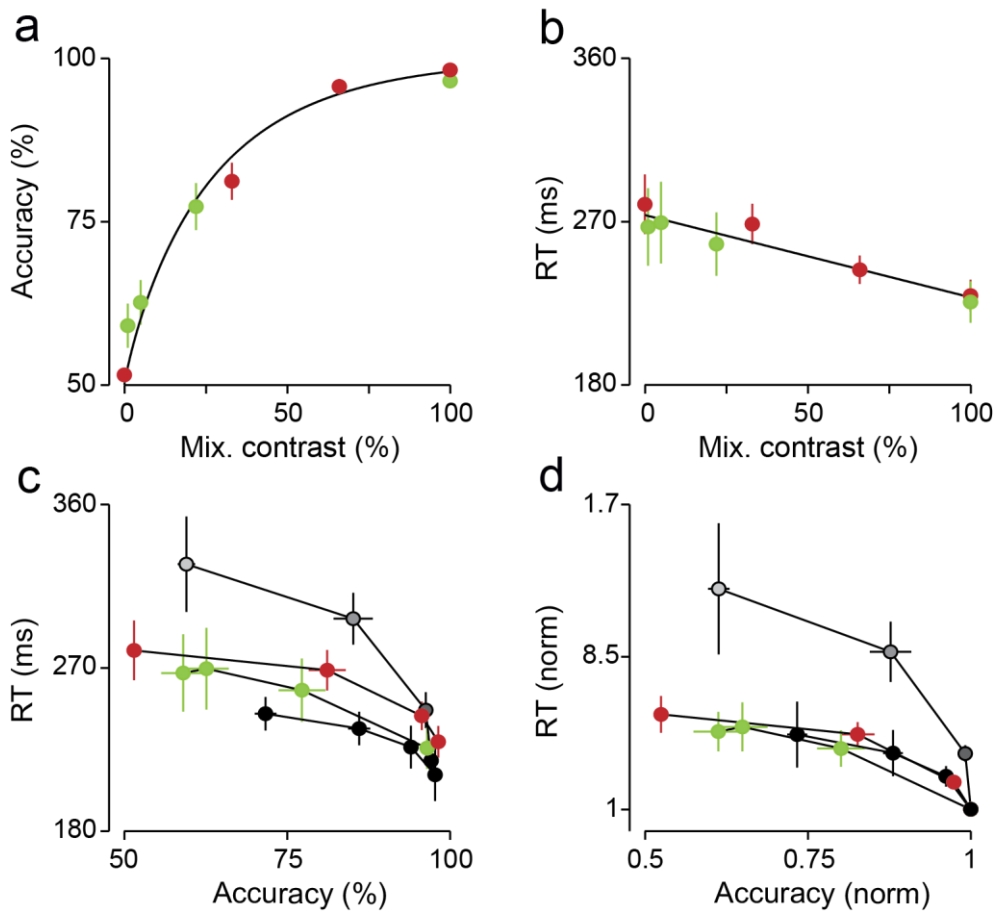 a
100
75
50
Accuracy (%)
0
50
100
Mix. contrast (%)
b
360
270
180
RT (ms)
0
50
100
Mix. contrast (%)
c
360
270
180
RT (ms)
50
75
100
Accuracy (%)
d
1.7
8.5
1
RT (norm)
0.5
0.75
1
Accuracy (norm)